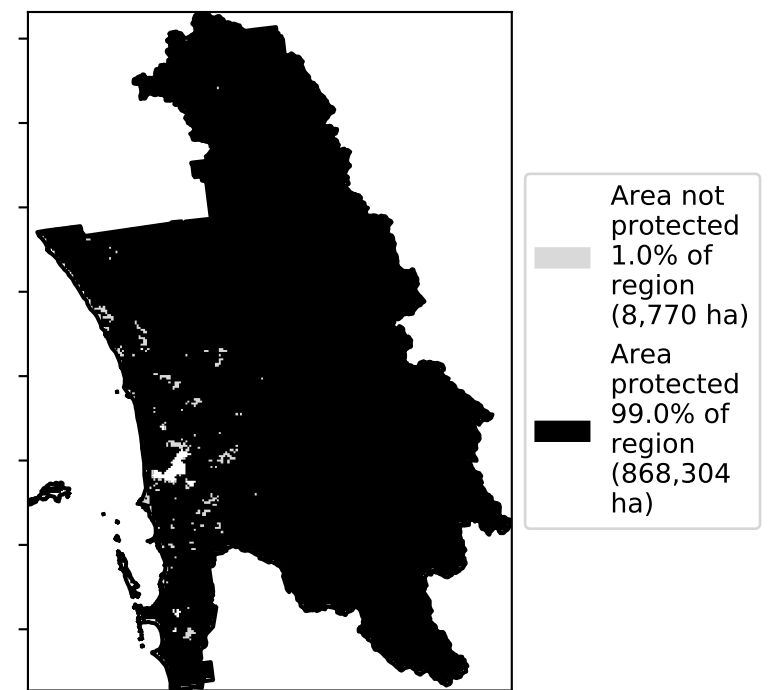 Area not
protected
1.0% of
region
(8,770 ha)
Area
protected
99.0% of
region
(868,304
ha)